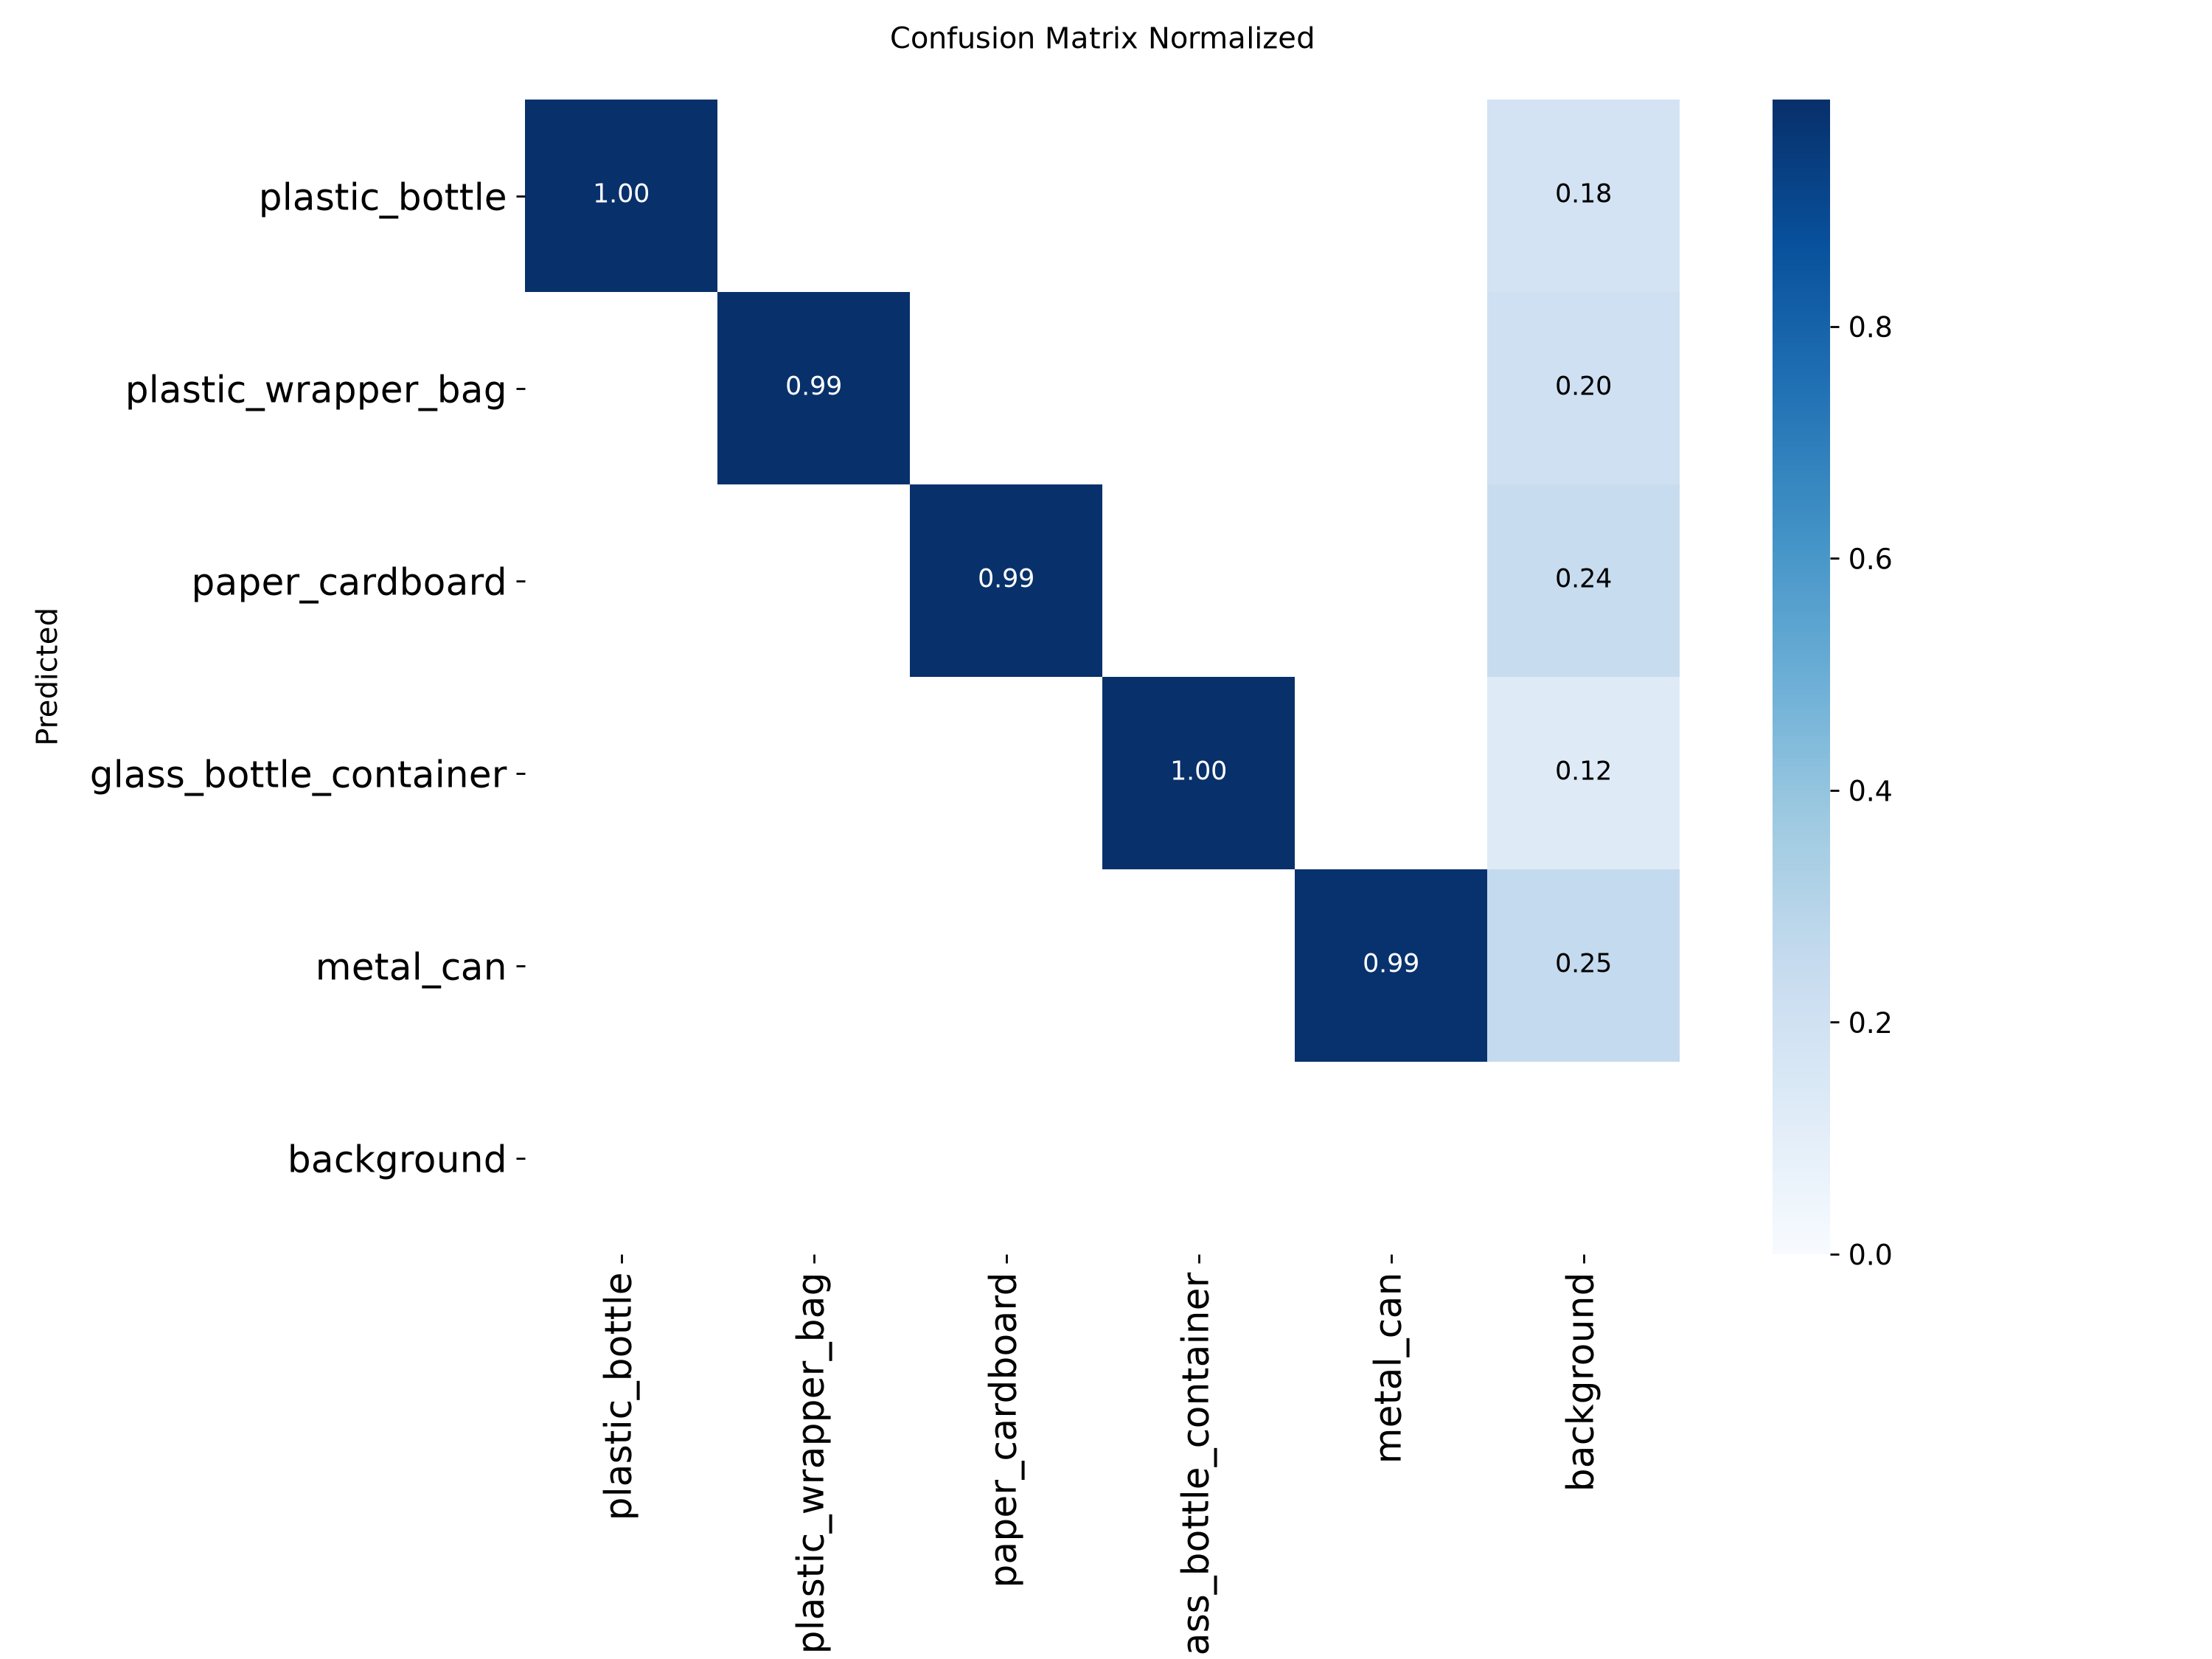 Confusion Matrix Normalized
Predicted
plastic_bottle
1.00
0.18
plastic_wrapper_bag
0.99
0.20
paper_cardboard
0.99
0.24
glass_bottle_container
1.00
0.12
metal_can
0.99
0.25
background
plastic_bottle
plastic_wrapper_bag
paper_cardboard
ass_bottle_container
metal_can
background
0.8
0.6
0.4
0.2
0.0